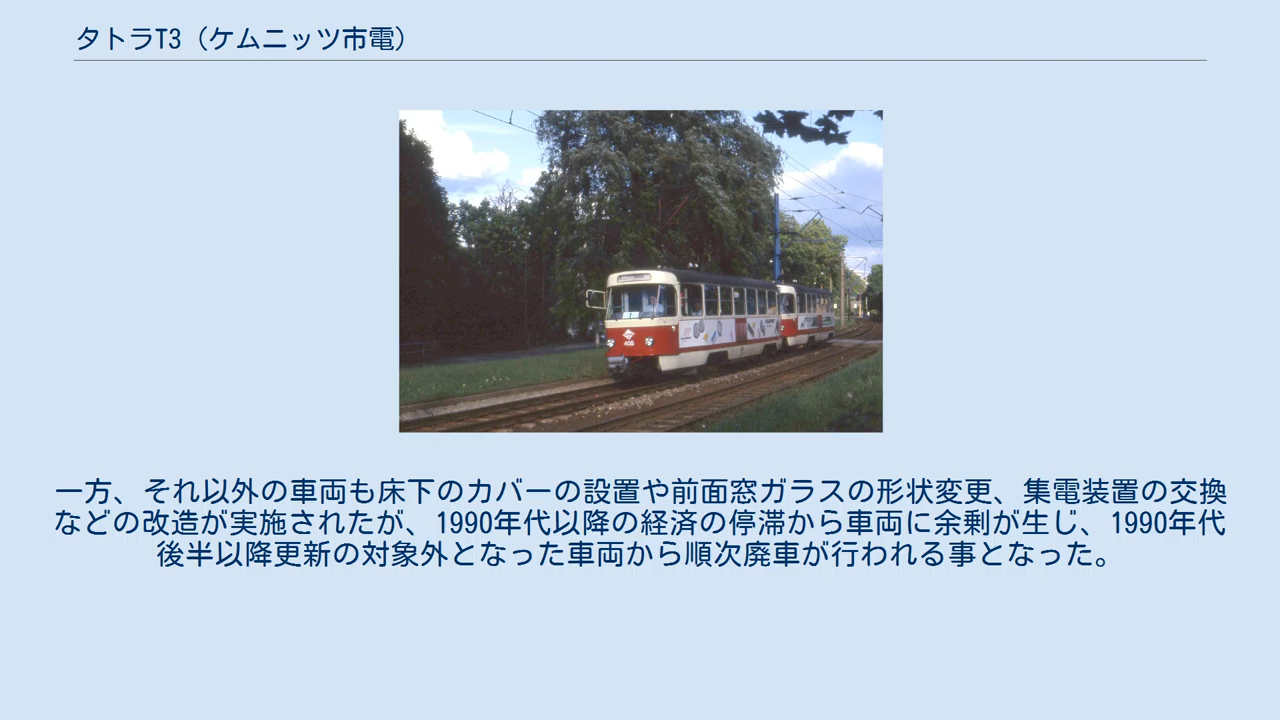 タトラT3（ケムニッツ市電）
405
一方、それ以外の車両も床下のカバーの設置や前面窓ガラスの形状変更、集電装置の交換
などの改造が実施されたが、1990年代以降の経済の停滞から車両に余剰が生じ、1990年代
後半以降更新の対象外となった車両から順次廃車が行われる事となった。